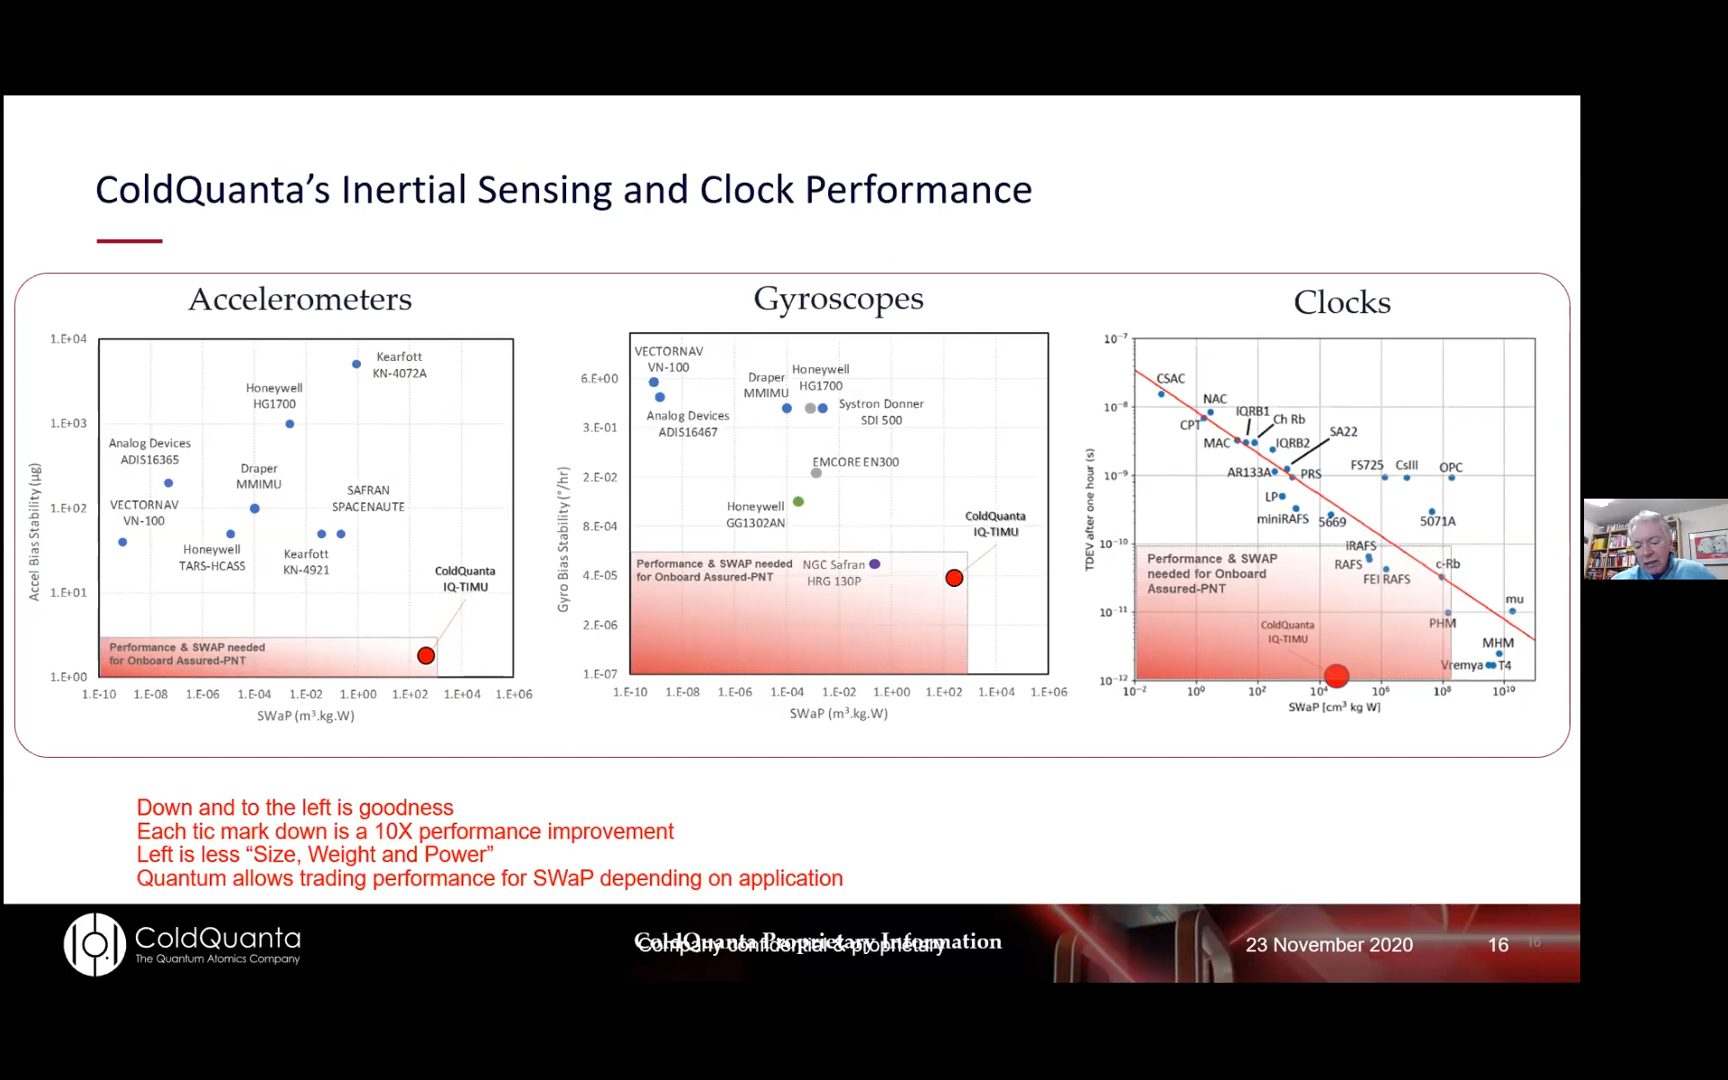 ColdQuanta's Inertial Sensing and Clock Performance
Accelerometers
1.E+04
1.E+03
1.E+02
1.E+01
1.E+00
Accel Bias Stability (µg)
Kearfott
KN-4072A
Honeywell
HG1700
Analog Devices
ADIS16365
Draper
MMIMU
SAFRAN
SPACENAUTE
VECTORNAV
VN-100
Honeywell
TARS-HCASS
Kearfott
KN-4921
ColdQuanta
IQ-TIMU
Performance & SWAP needed
for Onboard Assured-PNT
1.E-10 1.E-08 1.E-06 1.E-04 1.E-02 1.E+00 1.E+02 1.E+04 1.E+06
SWaP (m³.kg.W)
Gyroscopes
6.E+00
3.E-01
2.E-02
8.E-04
4.E-05
2.E-06
1.E-07
Gyro Bias Stability (°/hr)
VECTORNAV
VN-100
Analog Devices
ADIS16467
Draper
MMIMU
Honeywell
HG1700
Systron Donner
SDI 500
EMCORE EN300
Honeywell
GG1302AN
ColdQuanta
IQ-TIMU
Performance & SWAP needed
for Onboard Assured-PNT
NGC Safran
HRG 130P
1.E-10 1.E-08 1.E-06 1.E-04 1.E-02 1.E+00 1.E+02 1.E+04 1.E+06
SWaP (m³.kg.W)
Clocks
10⁻⁷
10⁻⁸
10⁻⁹
10⁻¹⁰
10⁻¹¹
10⁻¹²
TDEV after one hour (s)
CSAC
NAC
CPT
IQRB1
Ch Rb
MAC
IQRB2
SA22
AR133A
PRS
FS725
CsIII
OPC
LP
miniRAFS
5669
5071A
iRAFS
RAFS
FEI RAFS
c-Rb
mu
PHM
MHM
Vremya
T4
Performance & SWAP
needed for Onboard
Assured-PNT
ColdQuanta
IQ-TIMU
10⁻² 10⁰ 10² 10⁴ 10⁶ 10⁸ 10¹⁰
SWaP [cm³ kg W]
Down and to the left is goodness
Each tic mark down is a 10X performance improvement
Left is less “Size, Weight and Power”
Quantum allows trading performance for SWaP depending on application
ColdQuanta
The Quantum Atomics Company
ColdQuanta Proprietary Information
Company confidential & proprietary
23 November 2020
16
16